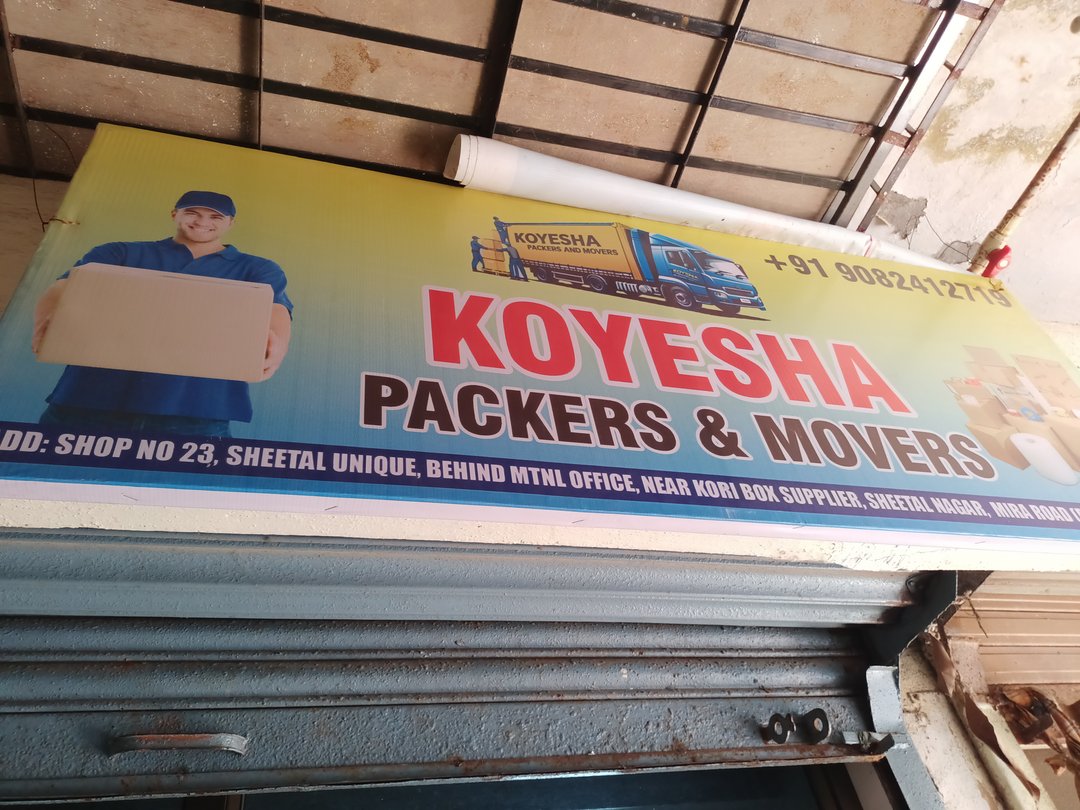 KOYESHA
PACKERS AND MOVERS
KOYESHA
+91 9082412719
KOYESHA
PACKERS & MOVERS
DD: SHOP NO 23, SHEETAL UNIQUE, BEHIND MTNL OFFICE, NEAR KORI BOX SUPPLIER, SHEETAL NAGAR, MIRA ROAD